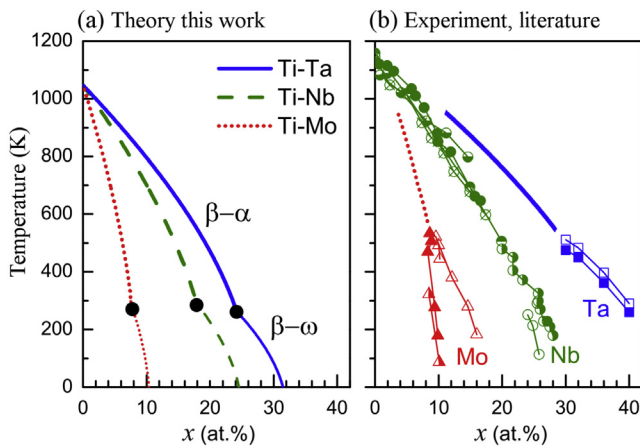 (a) Theory this work
(b) Experiment, literature
Temperature (K)
1200
1000
800
600
400
200
0
Ti-Ta
Ti-Nb
Ti-Mo
β–α
β–ω
0 10 20 30 40
x (at.%)
Mo
Nb
Ta
0 10 20 30 40
x (at.%)